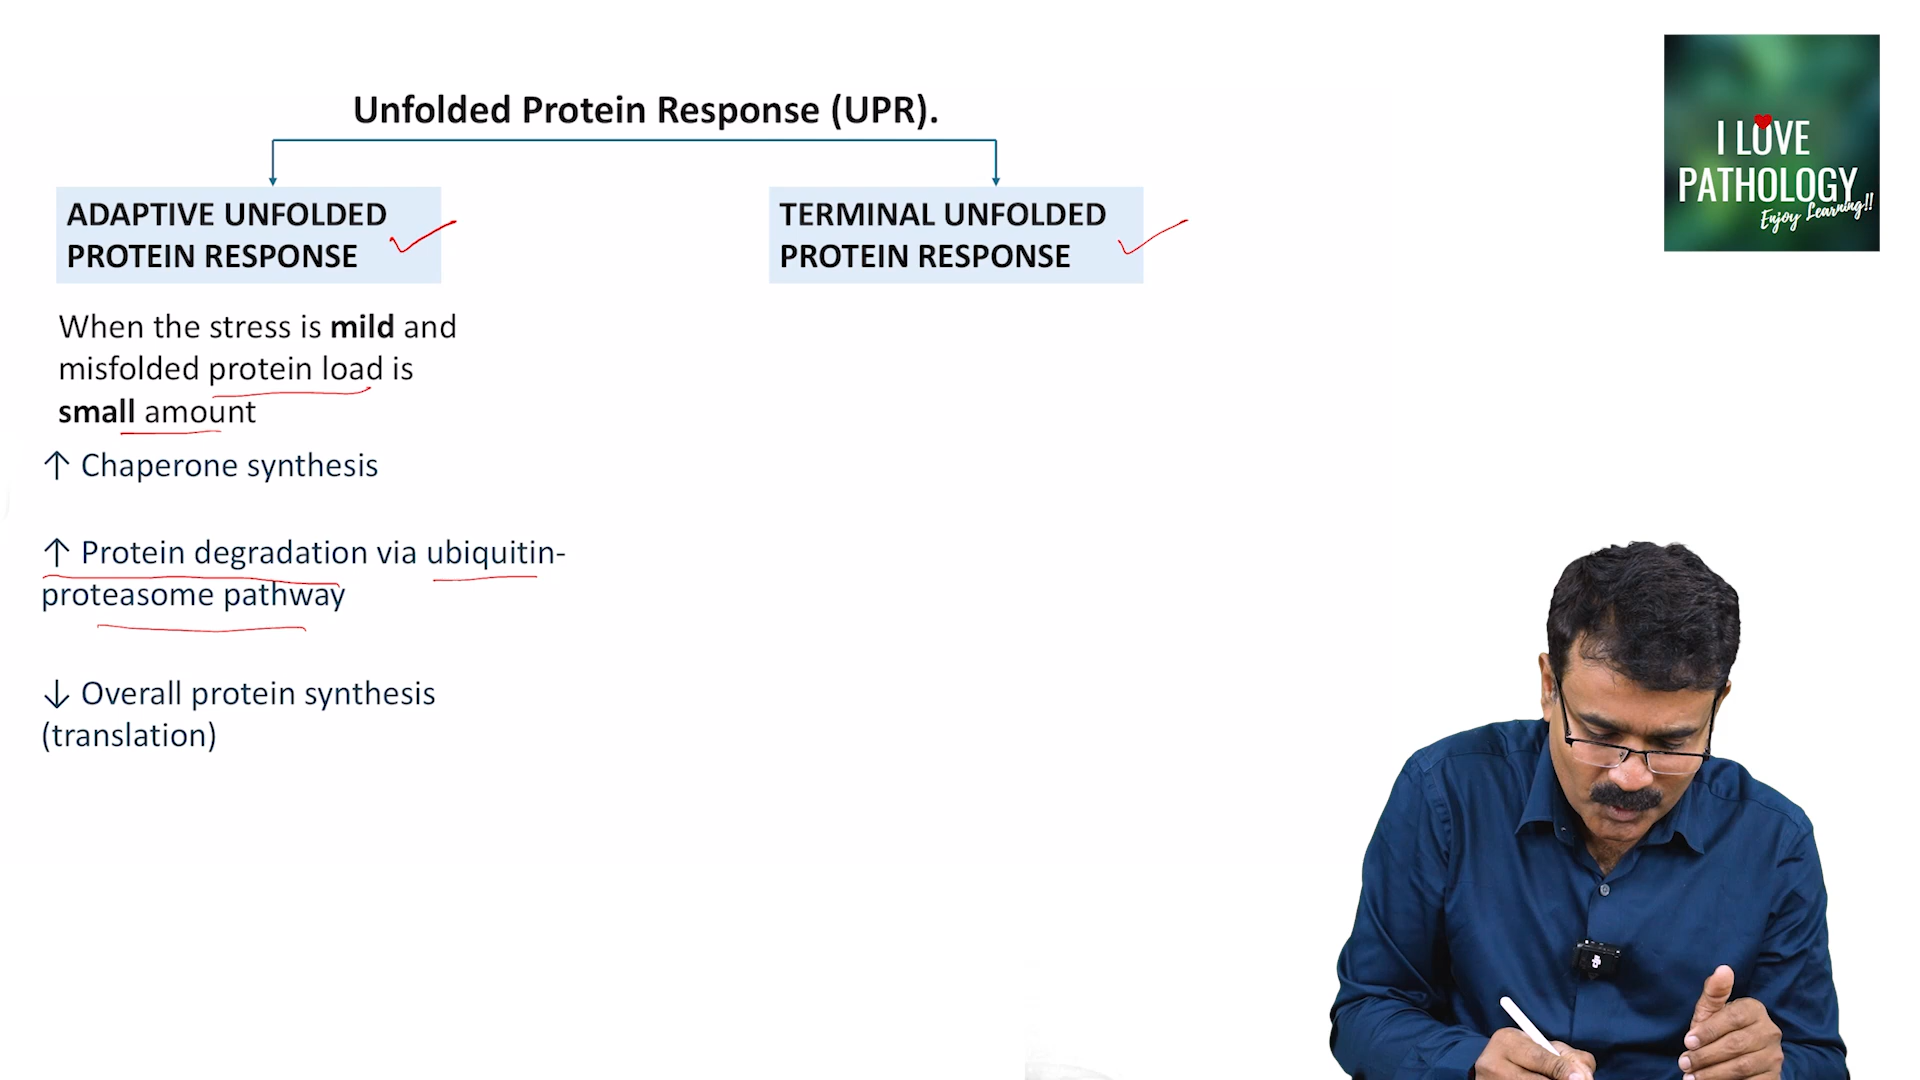 Unfolded Protein Response (UPR).
ADAPTIVE UNFOLDED
PROTEIN RESPONSE
When the stress is mild and
misfolded protein load is
small amount
↑ Chaperone synthesis
↑ Protein degradation via ubiquitin-
proteasome pathway
↓ Overall protein synthesis
(translation)
TERMINAL UNFOLDED
PROTEIN RESPONSE
I LOVE
PATHOLOGY
Enjoy Learning!!